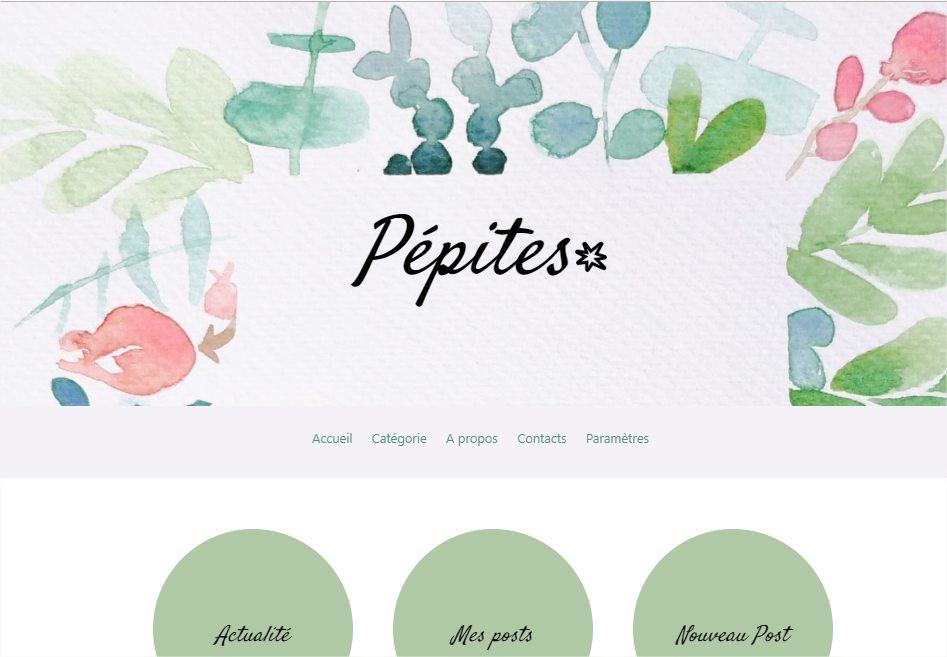 Pépites
Accueil Catégorie A propos Contacts Paramètres
Actualité Mes posts Nouveau Post